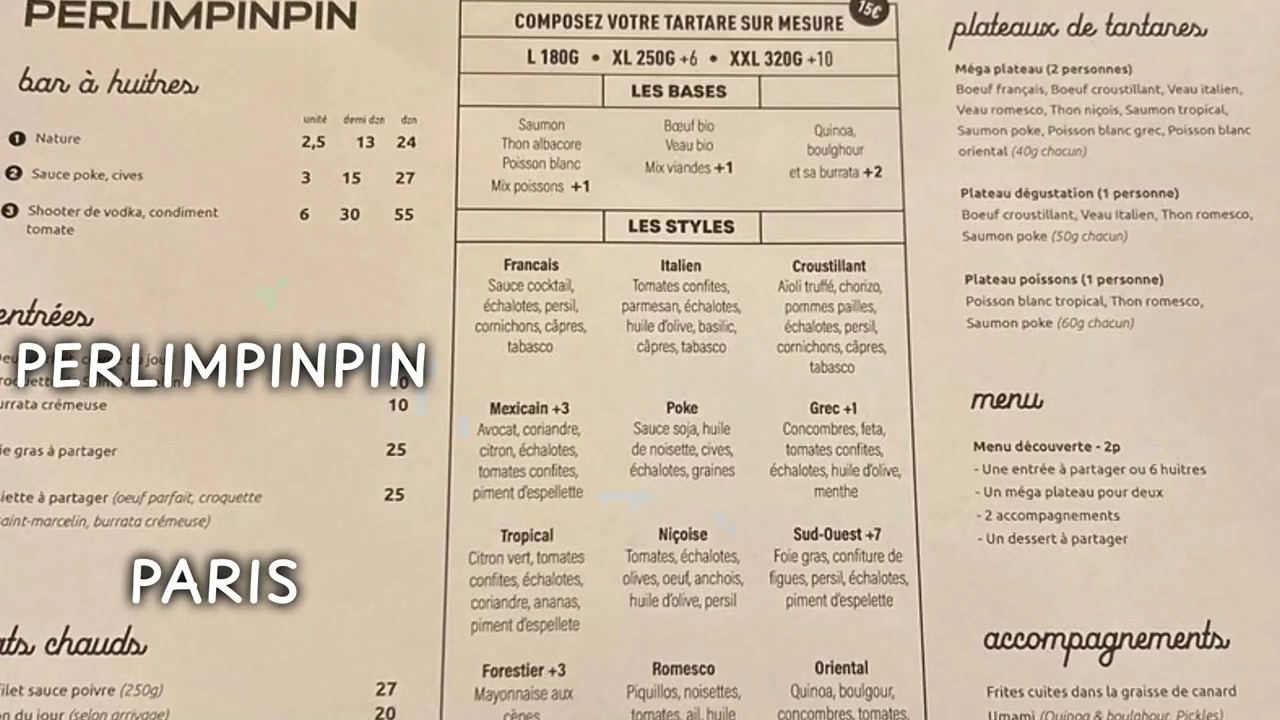 PERLIMPINPIN
bar à huitres
unité demi dzn dzn
1 Nature 2,5 13 24
2 Sauce poke, cives 3 15 27
3 Shooter de vodka, condiment 6 30 55
tomate
entrées
PERLIMPINPIN
burrata crémeuse 10
gras à partager 25
à partager (oeuf parfait, croquette 25
saint-marcelin, burrata crémeuse)
PARIS
chauds
filet sauce poivre (250g) 27
du jour (selon arrivage) 20
COMPOSEZ VOTRE TARTARE SUR MESURE 15€
L 180G • XL 250G +6 • XXL 320G +10
LES BASES
Saumon
Thon albacore
Poisson blanc
Mix poissons +1
Bœuf bio
Veau bio
Mix viandes +1
Quinoa,
boulghour
et sa burrata +2
LES STYLES
Francais
Sauce cocktail,
échalotes, persil,
cornichons, câpres,
tabasco
Italien
Tomates confites,
parmesan, échalotes,
huile d'olive, basilic,
câpres, tabasco
Croustillant
Aïoli truffé, chorizo,
pommes pailles,
échalotes, persil,
cornichons, câpres,
tabasco
Mexicain +3
Avocat, coriandre,
citron, échalotes,
tomates confites,
piment d'espellette
Poke
Sauce soja, huile
de noisette, cives,
échalotes, graines
Grec +1
Concombres, feta,
tomates confites,
échalotes, huile d'olive,
menthe
Tropical
Citron vert, tomates
confites, échalotes,
coriandre, ananas,
piment d'espellete
Niçoise
Tomates, échalotes,
olives, oeuf, anchois,
huile d'olive, persil
Sud-Ouest +7
Foie gras, confiture de
figues, persil, échalotes,
piment d'espelette
Forestier +3
Mayonnaise aux
cèpes,
Romesco
Piquillos, noisettes,
tomates, ail, huile
Oriental
Quinoa, boulgour,
concombres, tomates,
plateaux de tartares
Méga plateau (2 personnes)
Boeuf français, Boeuf croustillant, Veau italien,
Veau romesco, Thon niçois, Saumon tropical,
Saumon poke, Poisson blanc grec, Poisson blanc
oriental (40g chacun)
Plateau dégustation (1 personne)
Boeuf croustillant, Veau Italien, Thon romesco,
Saumon poke (50g chacun)
Plateau poissons (1 personne)
Poisson blanc tropical, Thon romesco,
Saumon poke (60g chacun)
menu
Menu découverte - 2p
- Une entrée à partager ou 6 huitres
- Un méga plateau pour deux
- 2 accompagnements
- Un dessert à partager
accompagnements
Frites cuites dans la graisse de canard
Umami (Quinoa & boulghour, Pickles)